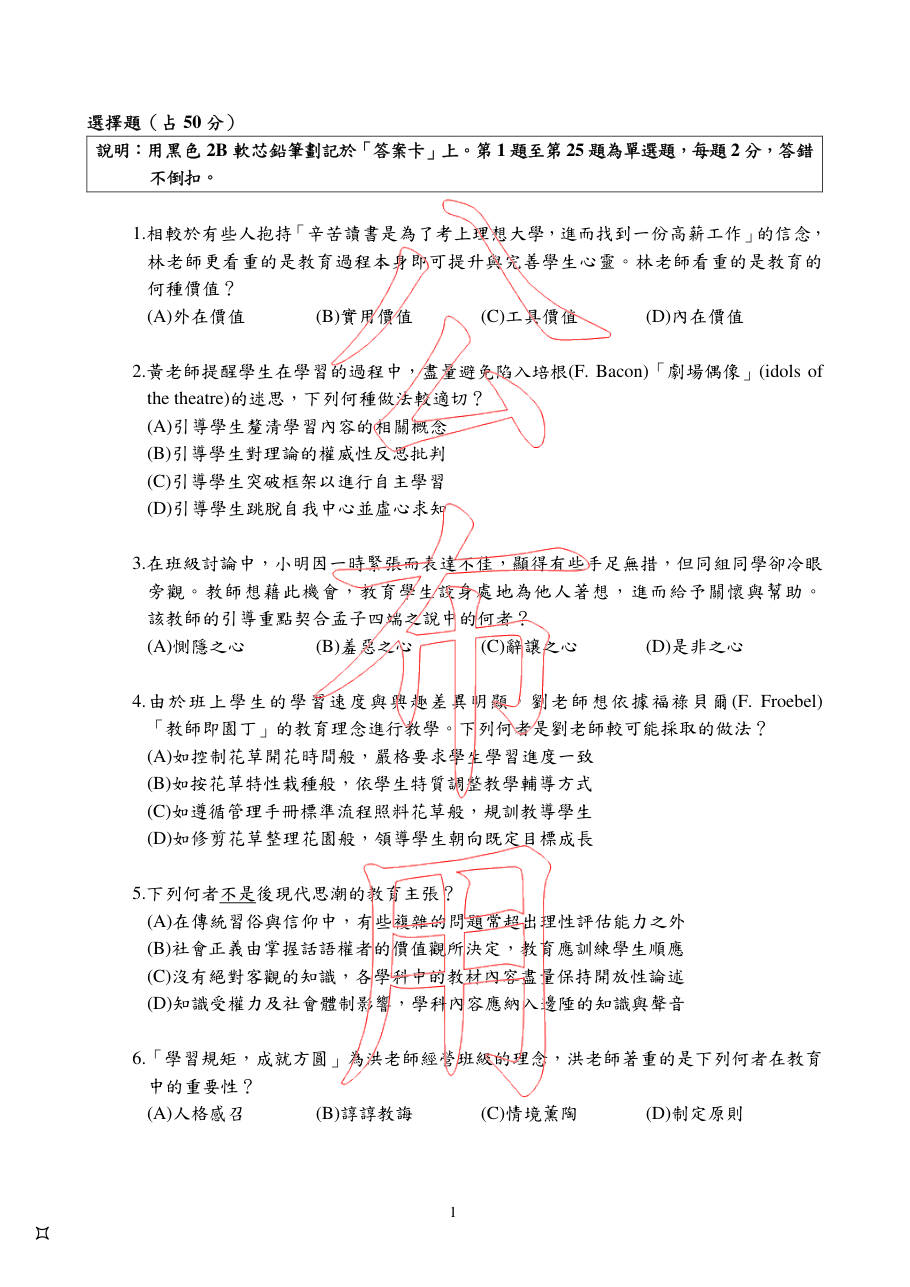 選擇題（占 50 分）
說明：用黑色 2B 軟芯鉛筆劃記於「答案卡」上。第 1 題至第 25 題為單選題，每題 2 分，答錯
不倒扣。
1.相較於有些人抱持「辛苦讀書是為了考上理想大學，進而找到一份高薪工作」的信念，
林老師更看重的是教育過程本身即可提升與完善學生心靈。林老師看重的是教育的
何種價值？
(A)外在價值 (B)實用價值 (C)工具價值 (D)內在價值
2.黃老師提醒學生在學習的過程中，盡量避免陷入培根(F. Bacon)「劇場偶像」(idols of
the theatre)的迷思，下列何種做法較適切？
(A)引導學生釐清學習內容的相關概念
(B)引導學生對理論的權威性反思批判
(C)引導學生突破框架以進行自主學習
(D)引導學生跳脫自我中心並虛心求知
3.在班級討論中，小明因一時緊張而表達不佳，顯得有些手足無措，但同組同學卻冷眼
旁觀。教師想藉此機會，教育學生設身處地為他人著想，進而給予關懷與幫助。
該教師的引導重點契合孟子四端之說中的何者？
(A)惻隱之心 (B)羞惡之心 (C)辭讓之心 (D)是非之心
4.由於班上學生的學習速度與興趣差異明顯，劉老師想依據福祿貝爾(F. Froebel)
「教師即園丁」的教育理念進行教學。下列何者是劉老師較可能採取的做法？
(A)如控制花草開花時間般，嚴格要求學生學習進度一致
(B)如按花草特性栽種般，依學生特質調整教學輔導方式
(C)如遵循管理手冊標準流程照料花草般，規訓教導學生
(D)如修剪花草整理花園般，領導學生朝向既定目標成長
5.下列何者不是後現代思潮的教育主張？
(A)在傳統習俗與信仰中，有些複雜的問題常超出理性評估能力之外
(B)社會正義由掌握話語權者的價值觀所決定，教育應訓練學生順應
(C)沒有絕對客觀的知識，各學科中的教材內容盡量保持開放性論述
(D)知識受權力及社會體制影響，學科內容應納入邊陲的知識與聲音
6.「學習規矩，成就方圓」為洪老師經營班級的理念，洪老師著重的是下列何者在教育
中的重要性？
(A)人格感召 (B)諄諄教誨 (C)情境薰陶 (D)制定原則
公
布
用
1